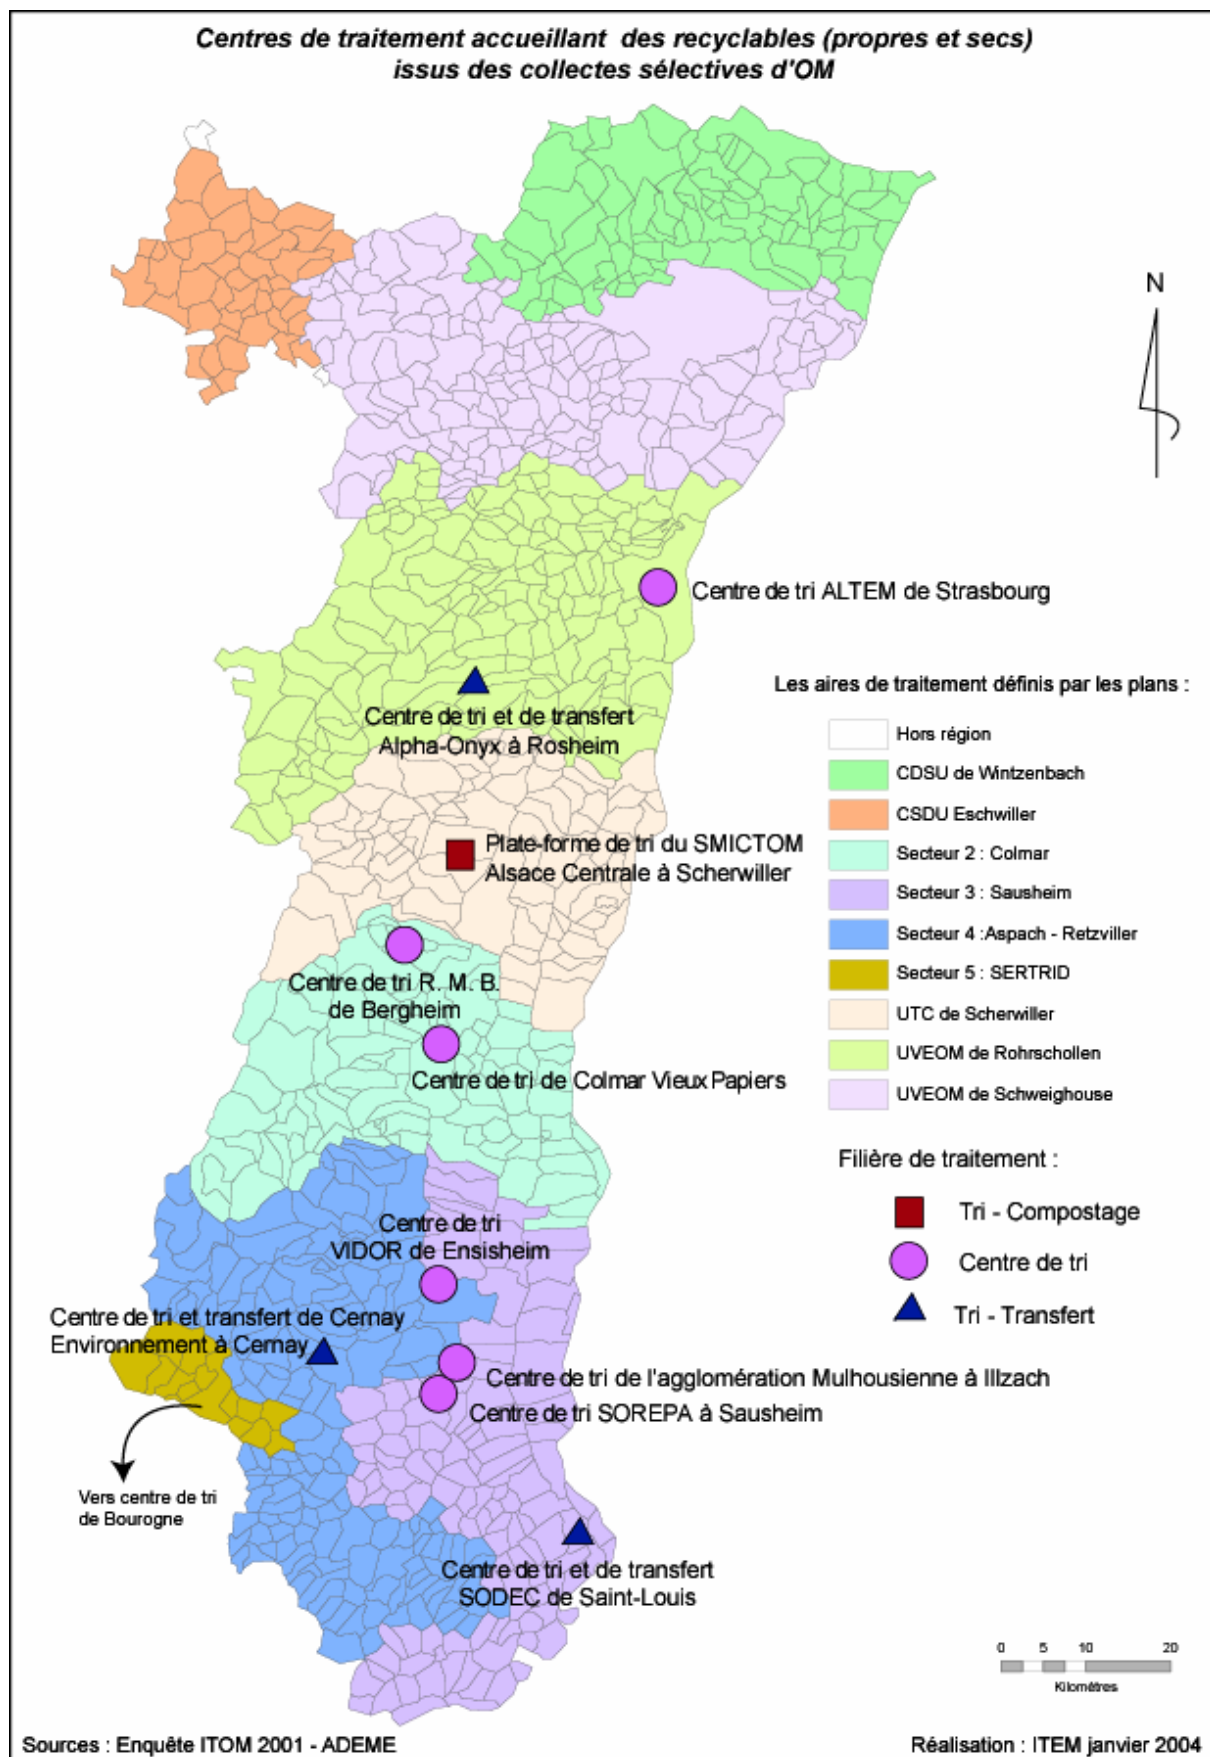 Centres de traitement accueillant des recyclables (propres et secs)
issus des collectes sélectives d'OM
N
Centre de tri ALTEM de Strasbourg
Centre de tri et de transfert
Alpha-Onyx à Rosheim
Plate-forme de tri du SMICTOM
Alsace Centrale à Scherwiller
Centre de tri R. M. B.
de Bergheim
Centre de tri de Colmar Vieux Papiers
Centre de tri
VIDOR de Ensisheim
Centre de tri et transfert de Cernay
Environnement à Cernay
Centre de tri de l'agglomération Mulhousienne à Illzach
Centre de tri SOREPA à Sausheim
Vers centre de tri
de Bourogne
Centre de tri et de transfert
SODEC de Saint-Louis
Les aires de traitement définis par les plans :
Hors région
CDSU de Wintzenbach
CSDU Eschwiller
Secteur 2 : Colmar
Secteur 3 : Sausheim
Secteur 4 :Aspach - Retzviller
Secteur 5 : SERTRID
UTC de Scherwiller
UVEOM de Rohrschollen
UVEOM de Schweighouse
Filière de traitement :
Tri - Compostage
Centre de tri
Tri - Transfert
0 5 10 20
Kilomètres
Sources : Enquête ITOM 2001 - ADEME
Réalisation : ITEM janvier 2004